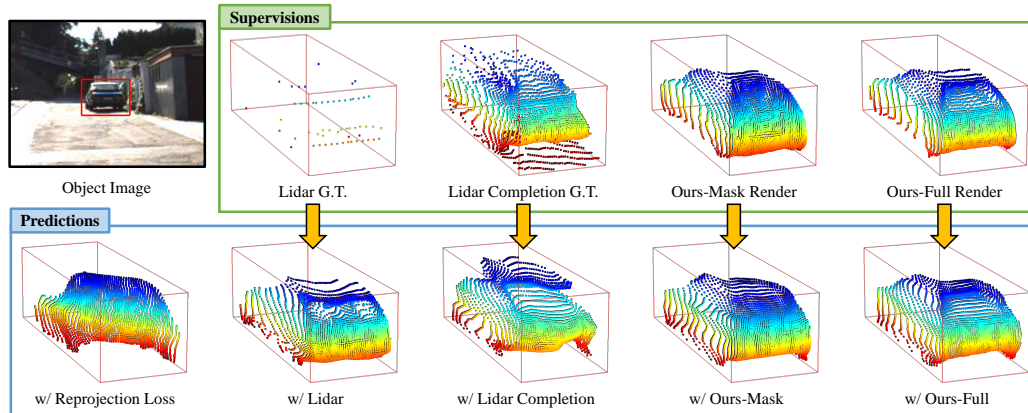 Supervisions
Object Image
Lidar G.T.
Lidar Completion G.T.
Ours-Mask Render
Ours-Full Render
Predictions
w/ Reprojection Loss
w/ Lidar
w/ Lidar Completion
w/ Ours-Mask
w/ Ours-Full